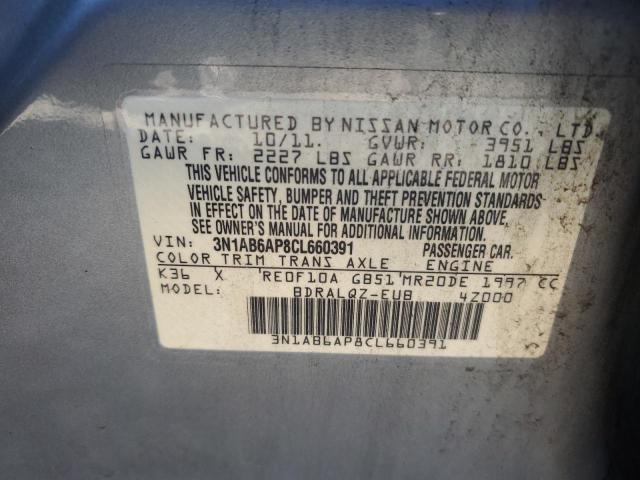 MANUFACTURED BY NISSAN MOTOR CO., LTD.
DATE: 10/11. GVWR: 3951 LBS
GAWR FR: 2227 LBS GAWR RR: 1810 LBS
THIS VEHICLE CONFORMS TO ALL APPLICABLE FEDERAL MOTOR
VEHICLE SAFETY, BUMPER AND THEFT PREVENTION STANDARDS
IN EFFECT ON THE DATE OF MANUFACTURE SHOWN ABOVE.
SEE OWNER'S MANUAL FOR ADDITIONAL INFORMATION.
VIN: 3N1AB6AP8CL660391 PASSENGER CAR.
COLOR TRIM TRANS AXLE ENGINE
K36 X RE0F10A GB51 MR20DE 1997 CC
MODEL: BDRALQZ-EUB 4Z000
3N1AB6AP8CL660391